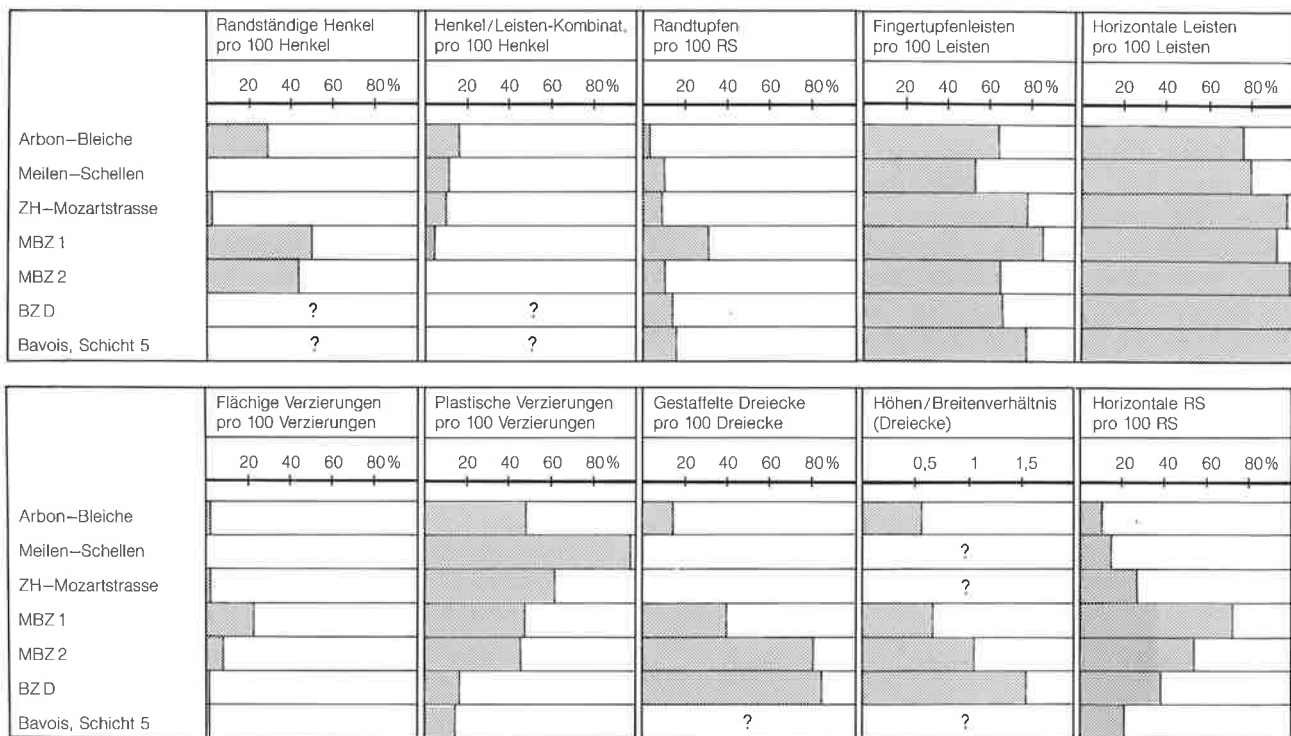 Randständige Henkel
pro 100 Henkel
Henkel/Leisten-Kombinat.
pro 100 Henkel
Randtupfen
pro 100 RS
Fingertupfenleisten
pro 100 Leisten
Horizontale Leisten
pro 100 Leisten
20 40 60 80%
20 40 60 80%
20 40 60 80%
20 40 60 80%
20 40 60 80%
Arbon–Bleiche
Meilen–Schellen
ZH–Mozartstrasse
MBZ 1
MBZ 2
BZ D ? ?
Bavois, Schicht 5 ? ?
Flächige Verzierungen
pro 100 Verzierungen
Plastische Verzierungen
pro 100 Verzierungen
Gestaffelte Dreiecke
pro 100 Dreiecke
Höhen/Breitenverhältnis
(Dreiecke)
Horizontale RS
pro 100 RS
20 40 60 80%
20 40 60 80%
20 40 60 80%
0,5 1 1,5
20 40 60 80%
Arbon–Bleiche
Meilen–Schellen ?
ZH–Mozartstrasse ?
MBZ 1
MBZ 2
BZ D
Bavois, Schicht 5 ? ?